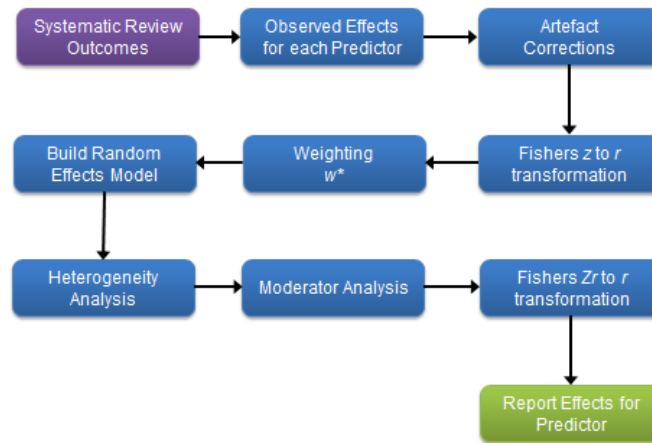 Systematic Review
Outcomes
Observed Effects
for each Predictor
Artefact
Corrections
Fishers z to r
transformation
Weighting
w*
Build Random
Effects Model
Heterogeneity
Analysis
Moderator Analysis
Fishers Zr to r
transformation
Report Effects for
Predictor